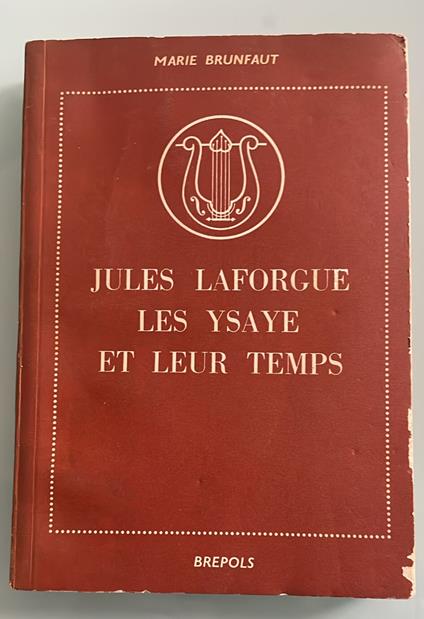 MARIE BRUNFAUT
JULES LAFORGUE
LES YSAYE
ET LEUR TEMPS
BREPOLS